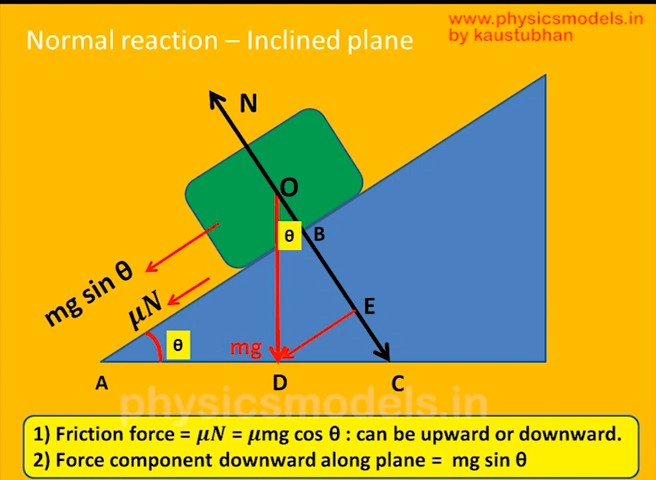 Normal reaction – Inclined plane
www.physicsmodels.in
by kaustubhan
N
O
θ
B
mg sin θ
μN
E
θ
mg
A
D
C
physicsmodels.in
1) Friction force = μN = μmg cos θ : can be upward or downward.
2) Force component downward along plane = mg sin θ